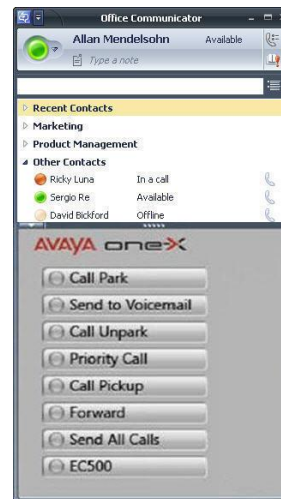 Office Communicator
Allan Mendelsohn Available
Type a note
Recent Contacts
Marketing
Product Management
Other Contacts
Ricky Luna In a call
Sergio Re Available
David Bickford Offline
AVAYA one-X
Call Park
Send to Voicemail
Call Unpark
Priority Call
Call Pickup
Forward
Send All Calls
EC500